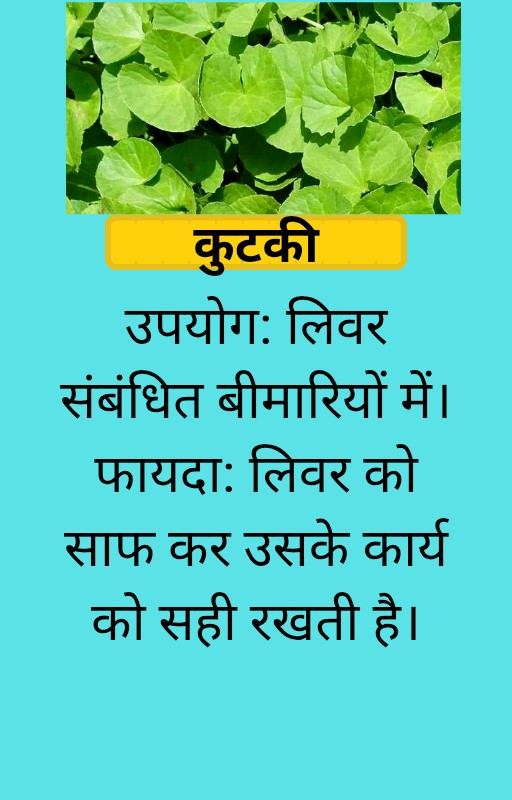 कुटकी
उपयोग: लिवर
संबंधित बीमारियों में।
फायदा: लिवर को
साफ कर उसके कार्य
को सही रखती है।